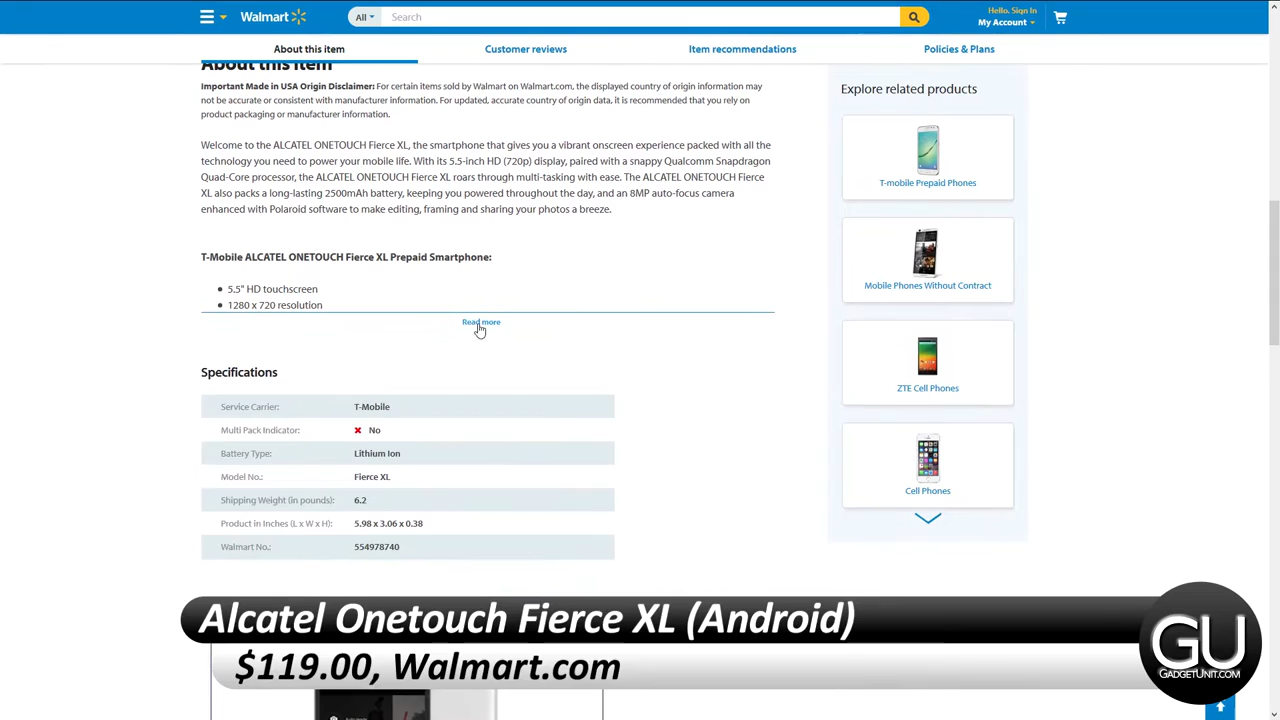 Walmart
All
Search
Hello. Sign In
My Account
About this item
Customer reviews
Item recommendations
Policies & Plans
About this item
Important Made in USA Origin Disclaimer: For certain items sold by Walmart on Walmart.com, the displayed country of origin information may
not be accurate or consistent with manufacturer information. For updated, accurate country of origin data, it is recommended that you rely on
product packaging or manufacturer information.
Welcome to the ALCATEL ONETOUCH Fierce XL, the smartphone that gives you a vibrant onscreen experience packed with all the
technology you need to power your mobile life. With its 5.5-inch HD (720p) display, paired with a snappy Qualcomm Snapdragon
Quad-Core processor, the ALCATEL ONETOUCH Fierce XL roars through multi-tasking with ease. The ALCATEL ONETOUCH Fierce
XL also packs a long-lasting 2500mAh battery, keeping you powered throughout the day, and an 8MP auto-focus camera
enhanced with Polaroid software to make editing, framing and sharing your photos a breeze.
T-Mobile ALCATEL ONETOUCH Fierce XL Prepaid Smartphone:
• 5.5" HD touchscreen
• 1280 x 720 resolution
Read more
Specifications
Service Carrier: T-Mobile
Multi Pack Indicator: No
Battery Type: Lithium Ion
Model No.: Fierce XL
Shipping Weight (in pounds): 6.2
Product in Inches (L x W x H): 5.98 x 3.06 x 0.38
Walmart No.: 554978740
Explore related products
T-mobile Prepaid Phones
Mobile Phones Without Contract
ZTE Cell Phones
Cell Phones
Alcatel Onetouch Fierce XL (Android)
$119.00, Walmart.com
GU
GADGETUNIT.COM